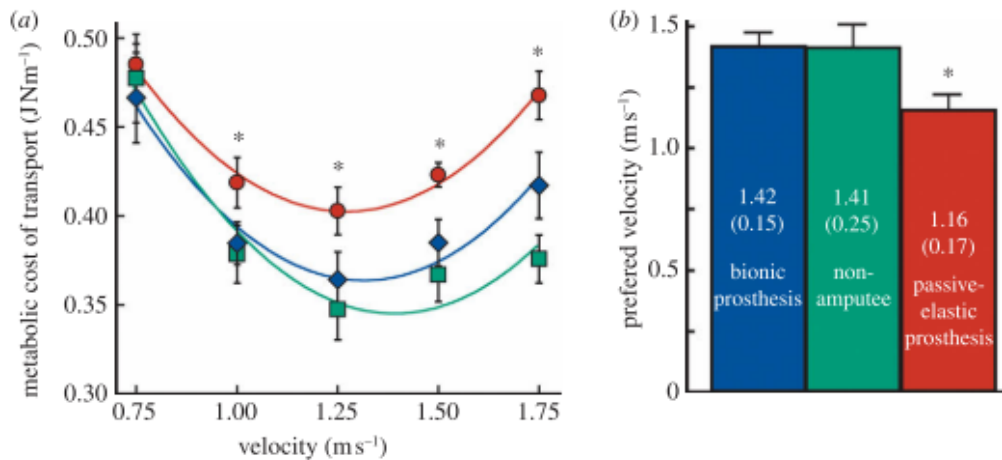 (a)
0.50
0.45
0.40
0.35
0.30
metabolic cost of transport (J Nm⁻¹)
*
*
*
*
0.75
1.00
1.25
1.50
1.75
velocity (m s⁻¹)
(b)
1.5
1.0
0.5
0
prefered velocity (m s⁻¹)
*
1.42
(0.15)
bionic
prosthesis
1.41
(0.25)
non-
amputee
1.16
(0.17)
passive-
elastic
prosthesis